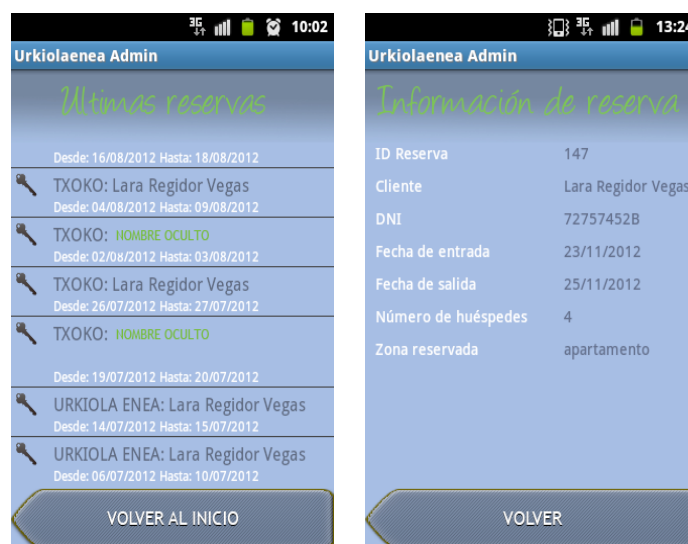 3G 10:02
Urkiolaenea Admin
Ultimas reservas
Desde: 16/08/2012 Hasta: 18/08/2012
TXOKO: Lara Regidor Vegas
Desde: 04/08/2012 Hasta: 09/08/2012
TXOKO: NOMBRE OCULTO
Desde: 02/08/2012 Hasta: 03/08/2012
TXOKO: Lara Regidor Vegas
Desde: 26/07/2012 Hasta: 27/07/2012
TXOKO: NOMBRE OCULTO
Desde: 19/07/2012 Hasta: 20/07/2012
URKIOLA ENEA: Lara Regidor Vegas
Desde: 14/07/2012 Hasta: 15/07/2012
URKIOLA ENEA: Lara Regidor Vegas
Desde: 06/07/2012 Hasta: 10/07/2012
VOLVER AL INICIO
3G 13:24
Urkiolaenea Admin
Información de reserva
ID Reserva 147
Cliente Lara Regidor Vegas
DNI 72757452B
Fecha de entrada 23/11/2012
Fecha de salida 25/11/2012
Número de huéspedes 4
Zona reservada apartamento
VOLVER